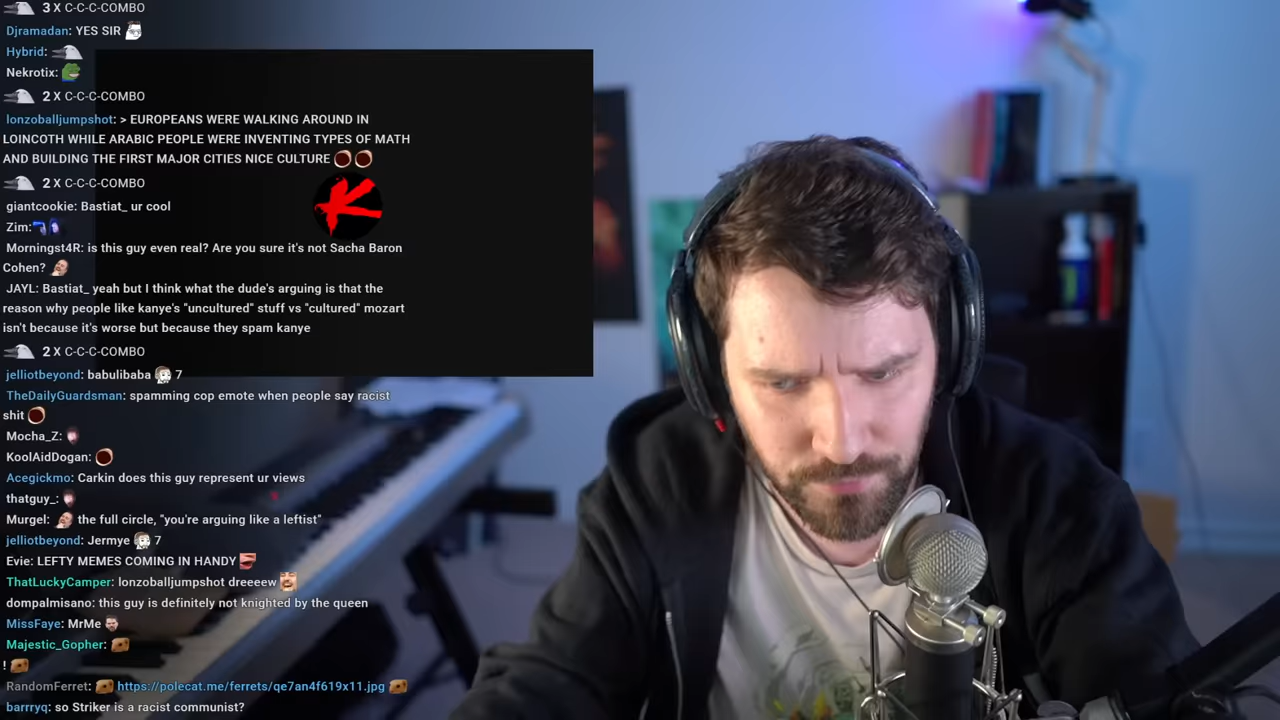 3 X C-C-C-COMBO
Djramadan: YES SIR
Hybrid:
Nekrotix:
2 X C-C-C-COMBO
lonzoballjumpshot: > EUROPEANS WERE WALKING AROUND IN
LOINCOTH WHILE ARABIC PEOPLE WERE INVENTING TYPES OF MATH
AND BUILDING THE FIRST MAJOR CITIES NICE CULTURE
2 X C-C-C-COMBO
giantcookie: Bastiat_ ur cool
Zim:
Morningst4R: is this guy even real? Are you sure it's not Sacha Baron
Cohen?
JAYL: Bastiat_ yeah but I think what the dude's arguing is that the
reason why people like kanye's "uncultured" stuff vs "cultured" mozart
isn't because it's worse but because they spam kanye
2 X C-C-C-COMBO
jelliotbeyond: babulibaba 7
TheDailyGuardsman: spamming cop emote when people say racist
shit
Mocha_Z:
KoolAidDogan:
Acegickmo: Carkin does this guy represent ur views
thatguy_:
Murgel: the full circle, "you're arguing like a leftist"
jelliotbeyond: Jermye 7
Evie: LEFTY MEMES COMING IN HANDY
ThatLuckyCamper: lonzoballjumpshot dreeeew
dompalmisano: this guy is definitely not knighted by the queen
MissFaye: MrMe
Majestic_Gopher:
!
RandomFerret: https://polecat.me/ferrets/qe7an4f619x11.jpg
barrryq: so Striker is a racist communist?